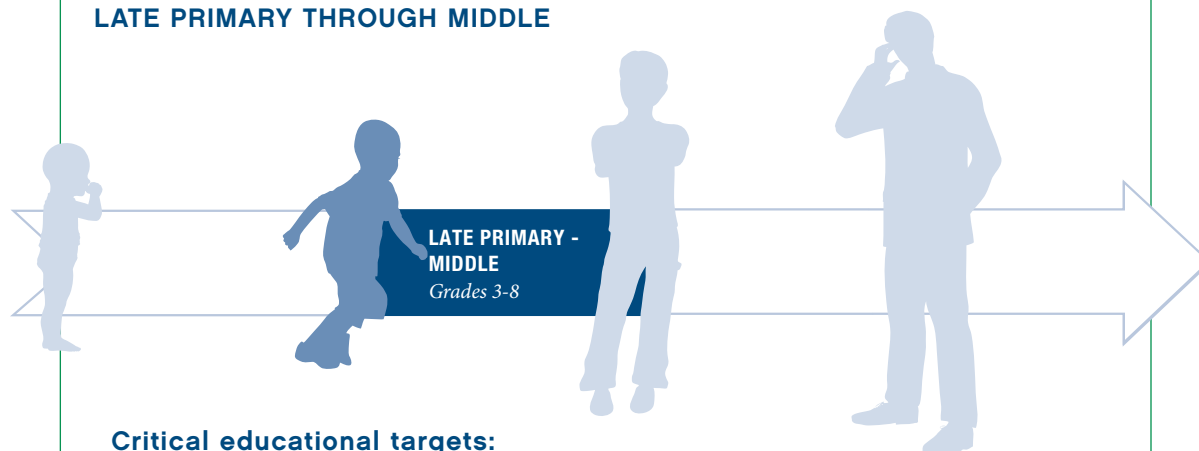 LATE PRIMARY THROUGH MIDDLE
LATE PRIMARY -
MIDDLE
Grades 3-8
Critical educational targets: